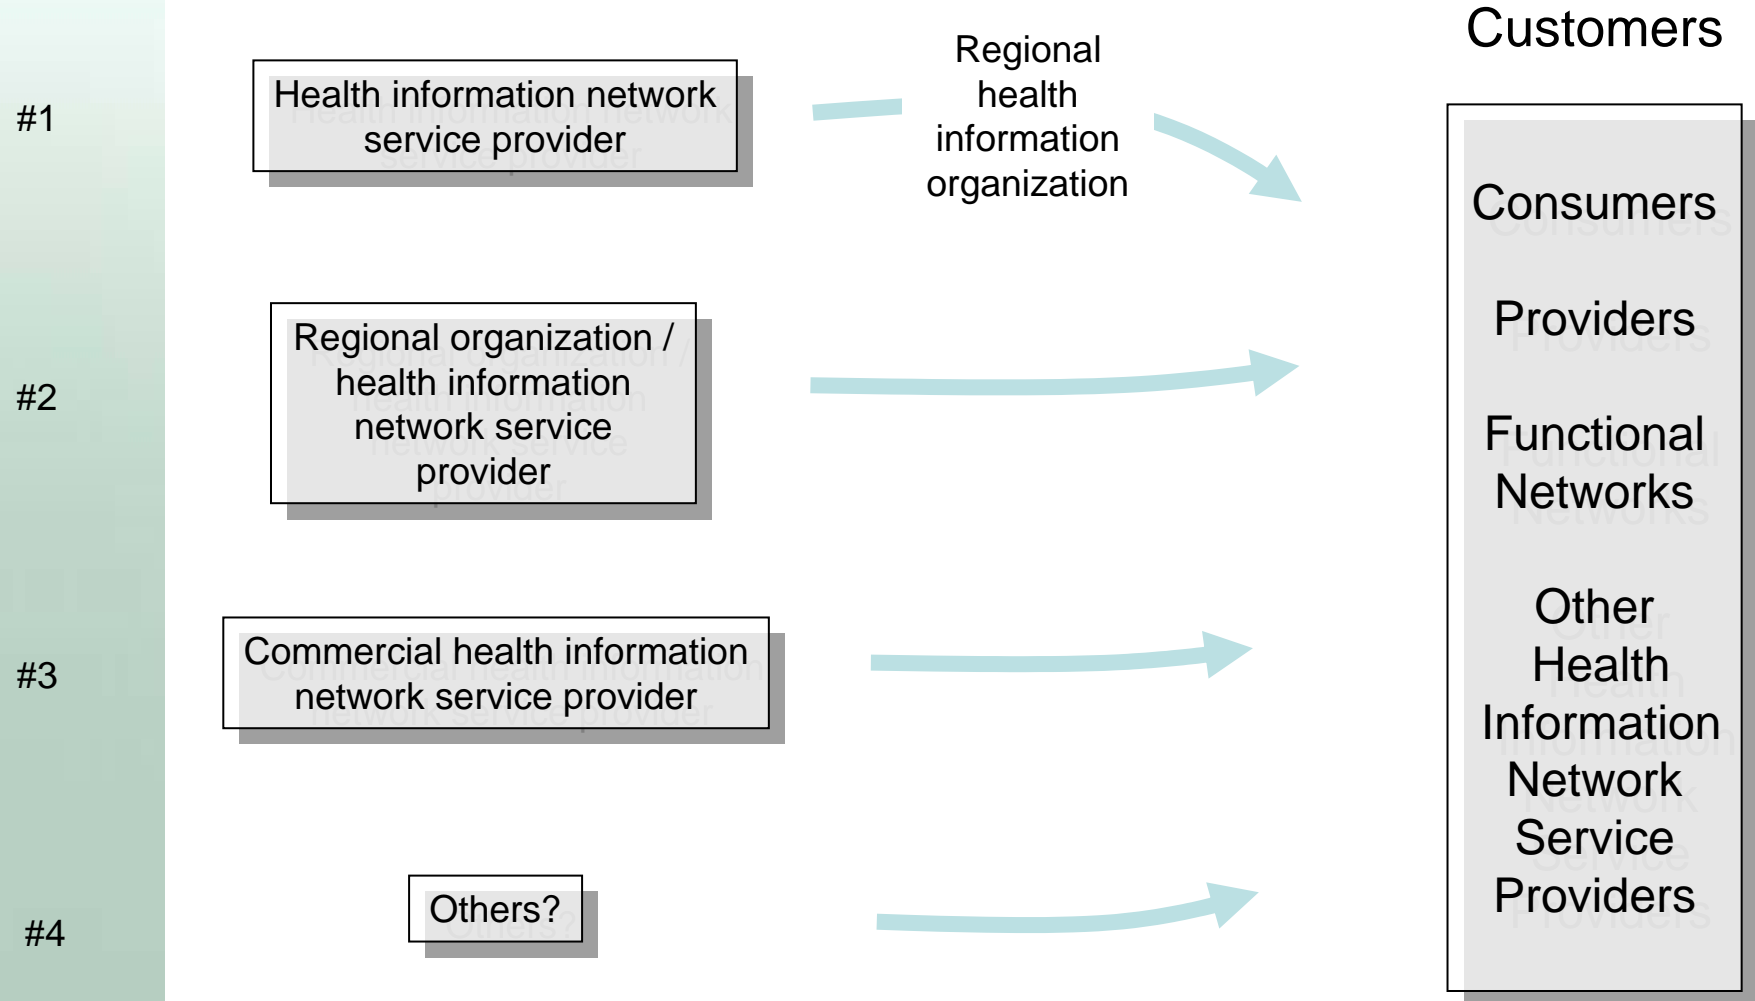 Customers
#1
Health information network
service provider
Regional
health
information
organization
#2
Regional organization /
health information
network service
provider
#3
Commercial health information
network service provider
#4
Others?
Consumers
Providers
Functional
Networks
Other
Health
Information
Network
Service
Providers